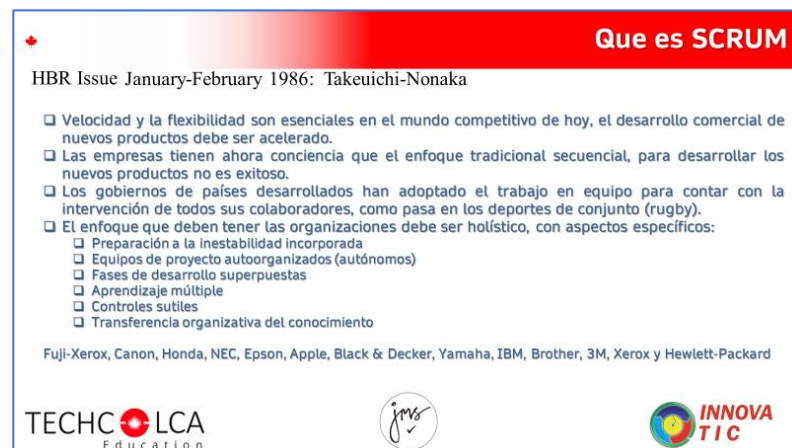 Que es SCRUM
HBR Issue January-February 1986: Takeuichi-Nonaka
❑ Velocidad y la flexibilidad son esenciales en el mundo competitivo de hoy, el desarrollo comercial de
nuevos productos debe ser acelerado.
❑ Las empresas tienen ahora conciencia que el enfoque tradicional secuencial, para desarrollar los
nuevos productos no es exitoso.
❑ Los gobiernos de países desarrollados han adoptado el trabajo en equipo para contar con la
intervención de todos sus colaboradores, como pasa en los deportes de conjunto (rugby).
❑ El enfoque que deben tener las organizaciones debe ser holístico, con aspectos específicos:
❑ Preparación a la inestabilidad incorporada
❑ Equipos de proyecto autoorganizados (autónomos)
❑ Fases de desarrollo superpuestas
❑ Aprendizaje múltiple
❑ Controles sutiles
❑ Transferencia organizativa del conocimiento
Fuji-Xerox, Canon, Honda, NEC, Epson, Apple, Black & Decker, Yamaha, IBM, Brother, 3M, Xerox y Hewlett-Packard
TECHCOLCA
Education
jms
INNOVA
TIC